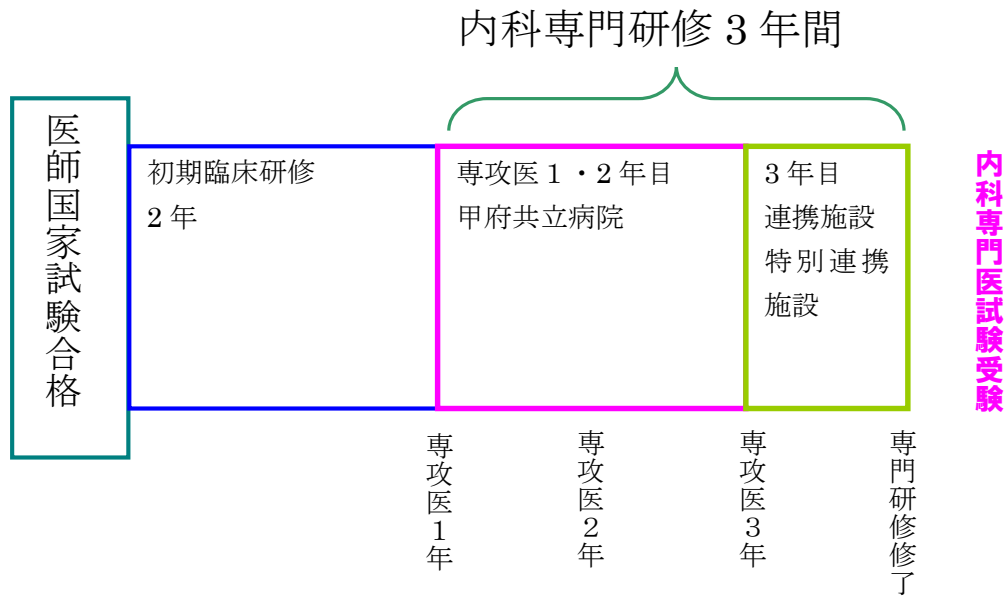 内科専門研修3年間
医師国家試験合格
初期臨床研修
2年
専攻医1・2年目
甲府共立病院
3年目
連携施設
特別連携
施設
内科専門医試験受験
専攻医1年
専攻医2年
専攻医3年
専門研修修了